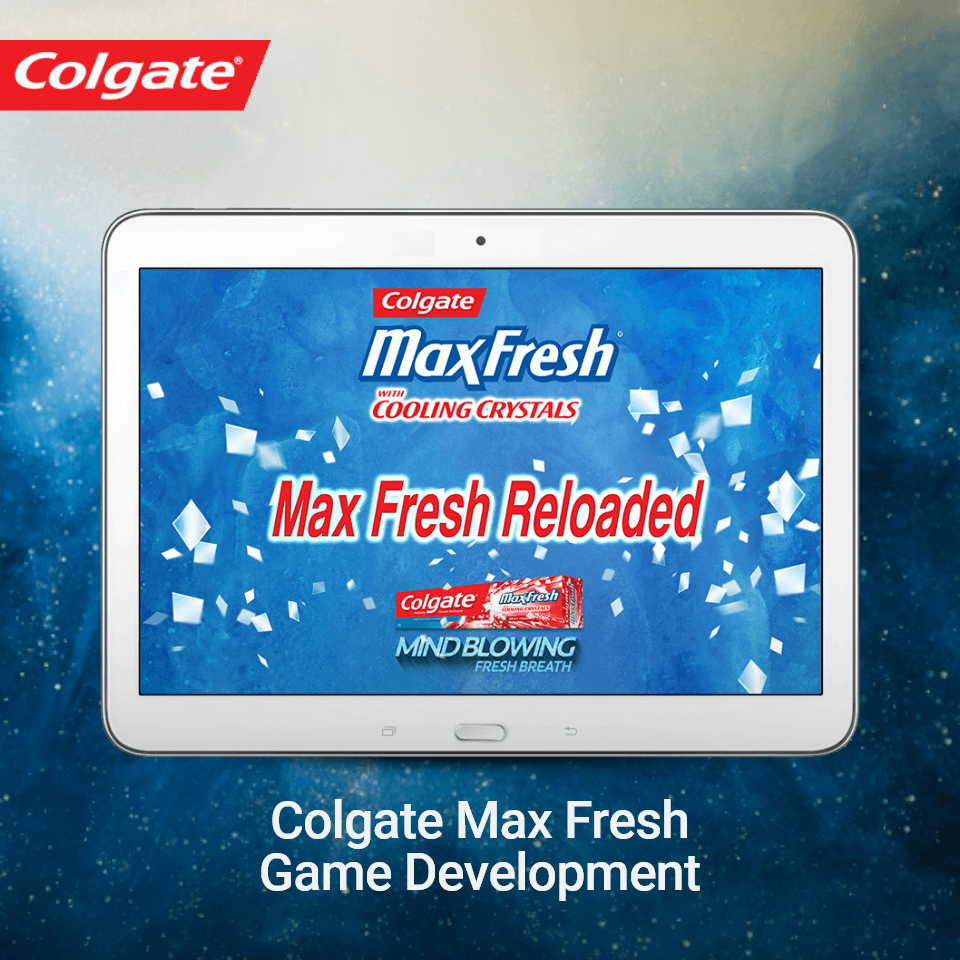 Colgate®
Colgate
MaxFresh®
WITH
COOLING CRYSTALS
Max Fresh Reloaded
Colgate MaxFresh
COOLING CRYSTALS
MIND BLOWING
FRESH BREATH
Colgate Max Fresh
Game Development